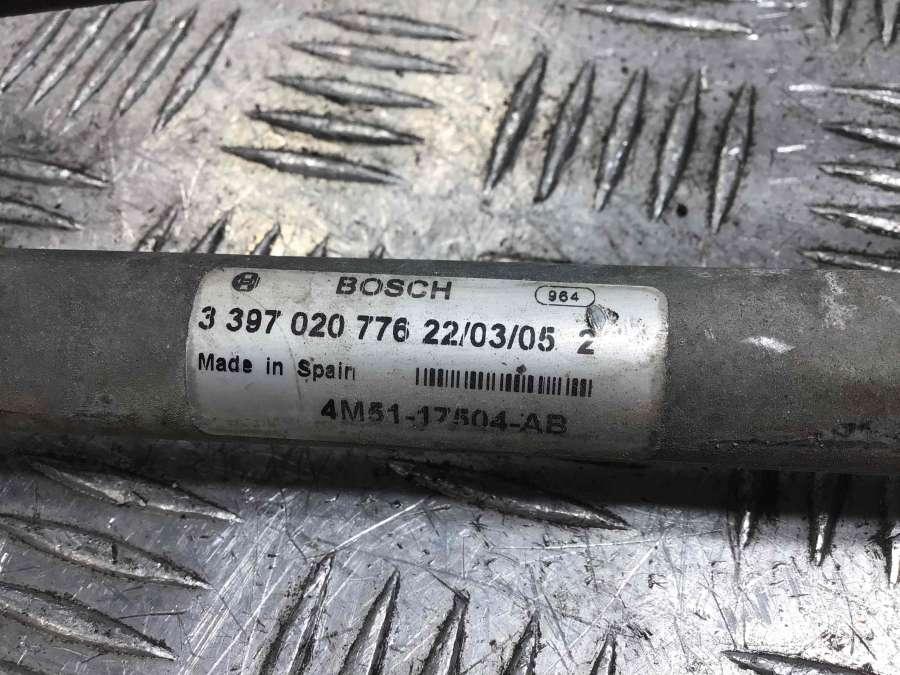 BOSCH 964
3 397 020 776 22/03/05 2
Made in Spain
4M51-17504-AB